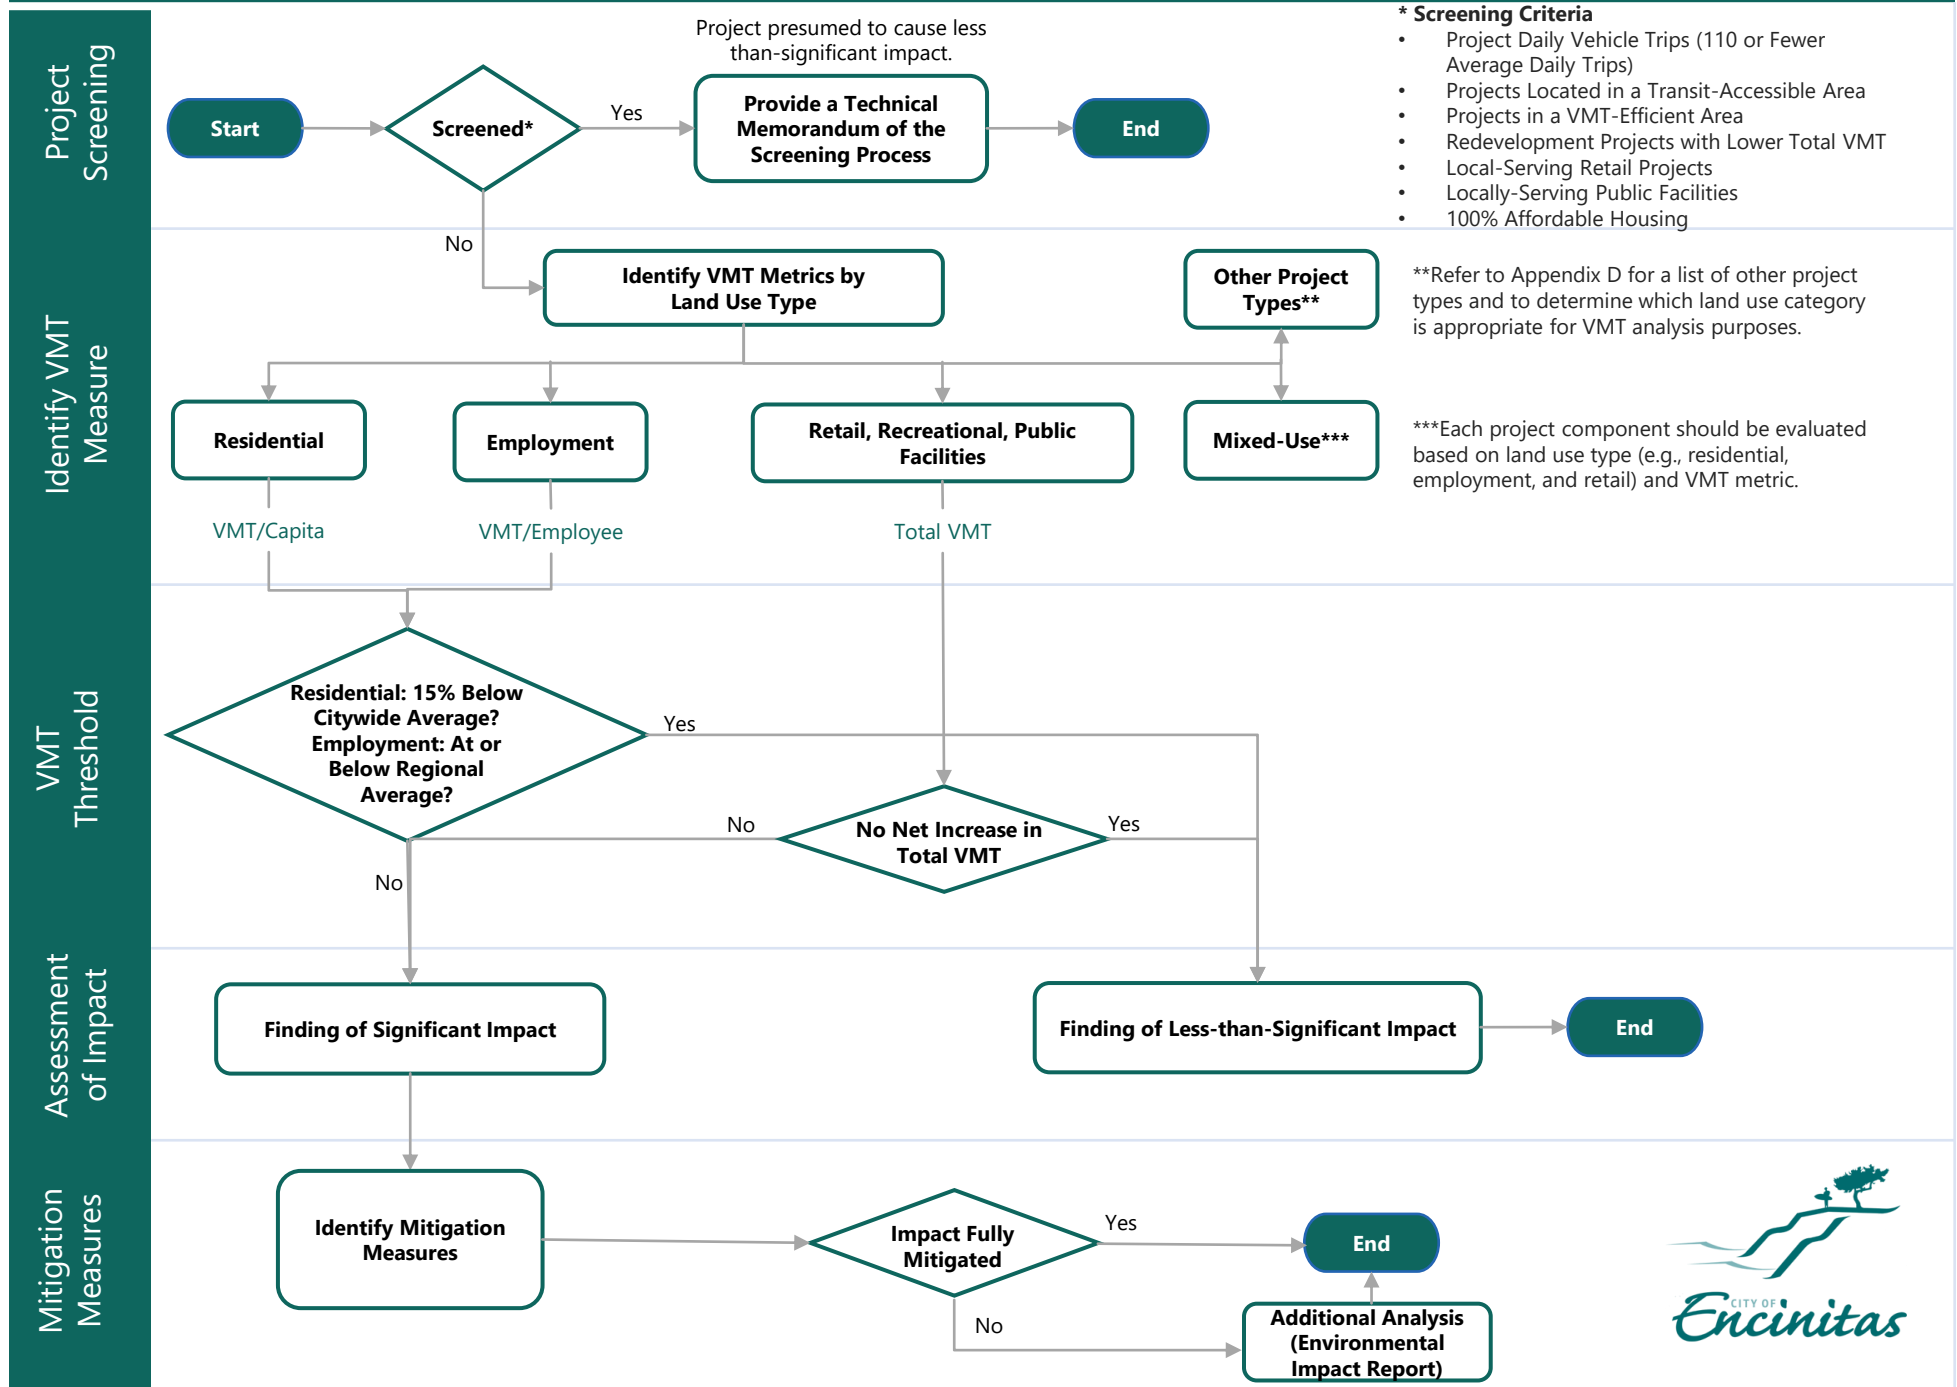 Project
Screening
Start
Screened*
Yes
No
Project presumed to cause less
than-significant impact.
Provide a Technical
Memorandum of the
Screening Process
End
* Screening Criteria
• Project Daily Vehicle Trips (110 or Fewer
Average Daily Trips)
• Projects Located in a Transit-Accessible Area
• Projects in a VMT-Efficient Area
• Redevelopment Projects with Lower Total VMT
• Local-Serving Retail Projects
• Locally-Serving Public Facilities
• 100% Affordable Housing
Identify VMT
Measure
Identify VMT Metrics by
Land Use Type
Other Project
Types**
**Refer to Appendix D for a list of other project
types and to determine which land use category
is appropriate for VMT analysis purposes.
Residential
Employment
Retail, Recreational, Public
Facilities
Mixed-Use***
***Each project component should be evaluated
based on land use type (e.g., residential,
employment, and retail) and VMT metric.
VMT/Capita
VMT/Employee
Total VMT
VMT
Threshold
Residential: 15% Below
Citywide Average?
Employment: At or
Below Regional
Average?
Yes
No
No Net Increase in
Total VMT
No
Yes
Assessment
of Impact
Finding of Significant Impact
Finding of Less-than-Significant Impact
End
Mitigation
Measures
Identify Mitigation
Measures
Impact Fully
Mitigated
Yes
End
No
Additional Analysis
(Environmental
Impact Report)
CITY OF
Encinitas